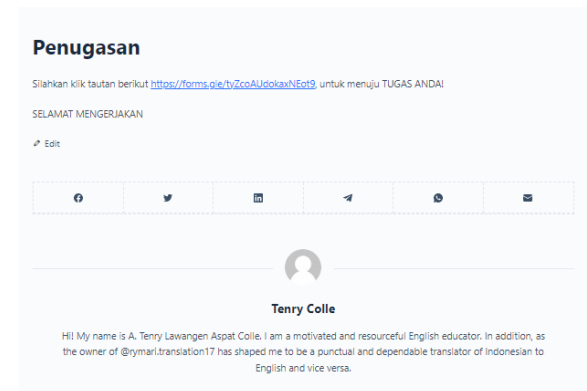 Penugasan
Silahkan klik tautan berikut https://forms.gle/tyZcoAUdokaxNEot9, untuk menuju TUGAS ANDA!
SELAMAT MENGERJAKAN
Edit
Tenry Colle
Hi! My name is A. Tenry Lawangen Aspat Colle. I am a motivated and resourceful English educator. In addition, as
the owner of @rymari.translation17 has shaped me to be a punctual and dependable translator of Indonesian to
English and vice versa.